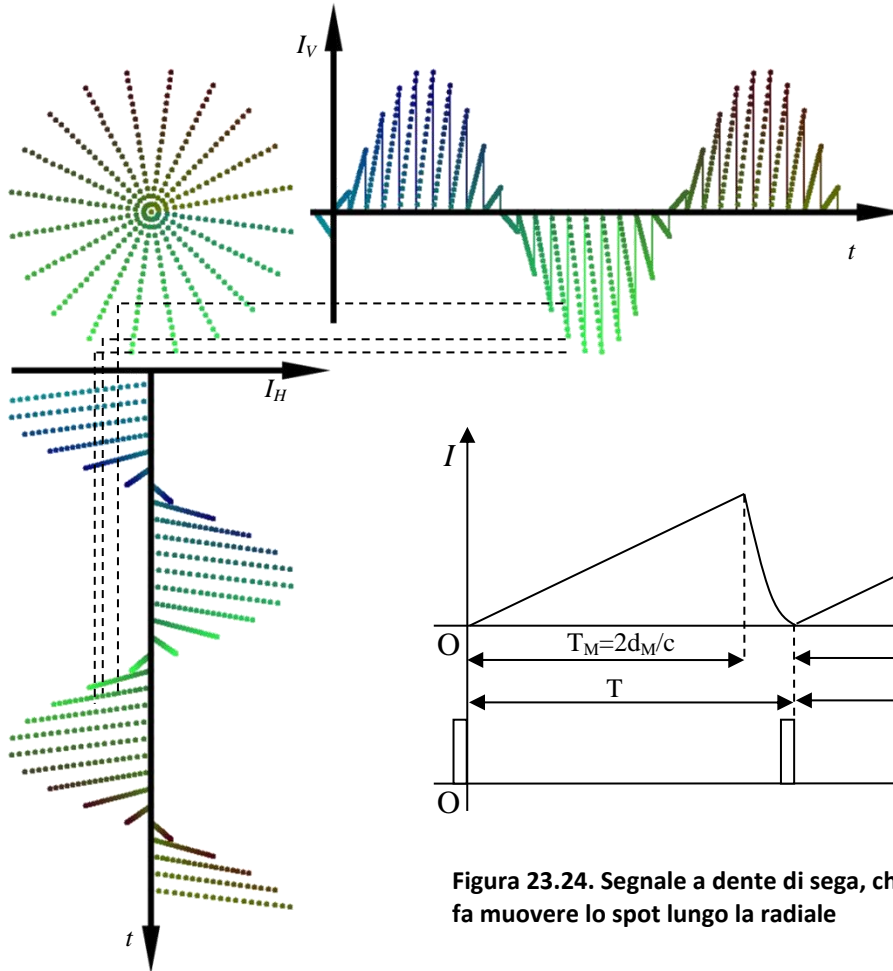 I_V
t
I_H
I
O
T_M=2d_M/c
T
O
t
Figura 23.24. Segnale a dente di sega, ch
fa muovere lo spot lungo la radiale